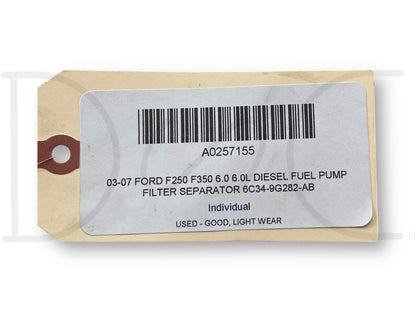 A0257155
03-07 FORD F250 F350 6.0 6.0L DIESEL FUEL PUMP
FILTER SEPARATOR 6C34-9G282-AB
Individual
USED - GOOD, LIGHT WEAR